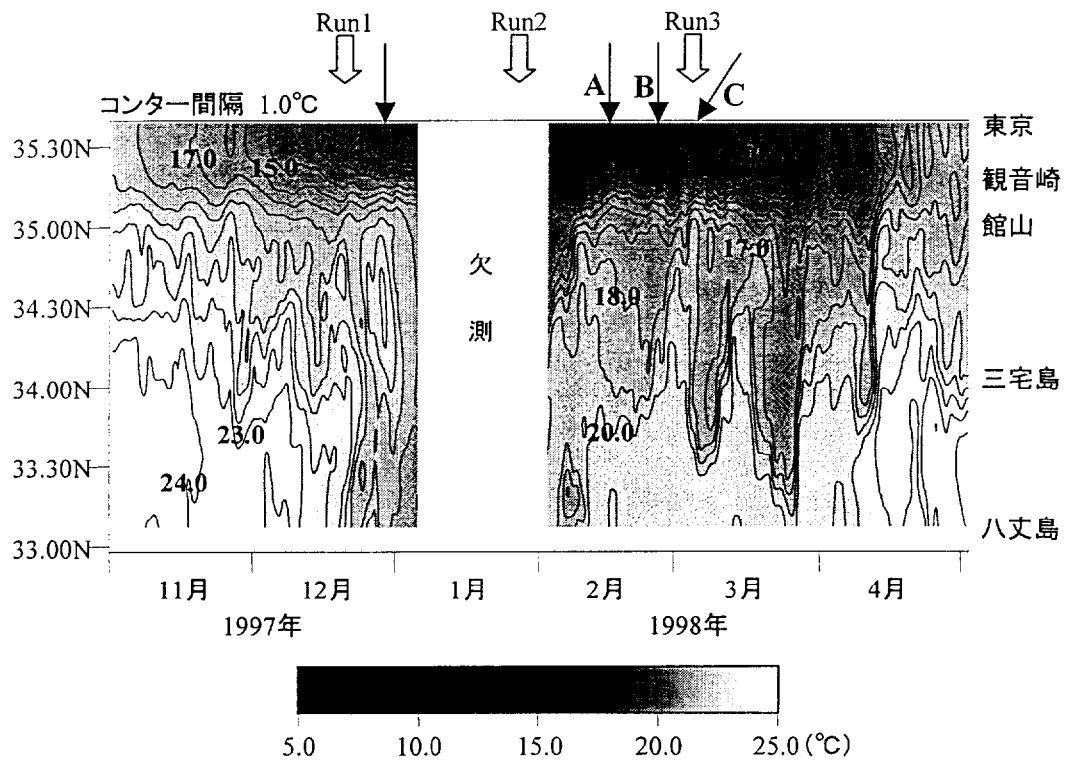 Run1
Run2
Run3
A
B
C
コンター間隔 1.0℃
35.30N
35.00N
34.30N
34.00N
33.30N
33.00N
17.0
15.0
23.0
24.0
欠
測
17.0
18.0
20.0
東京
観音崎
館山
三宅島
八丈島
11月
12月
1月
2月
3月
4月
1997年
1998年
5.0
10.0
15.0
20.0
25.0(℃)